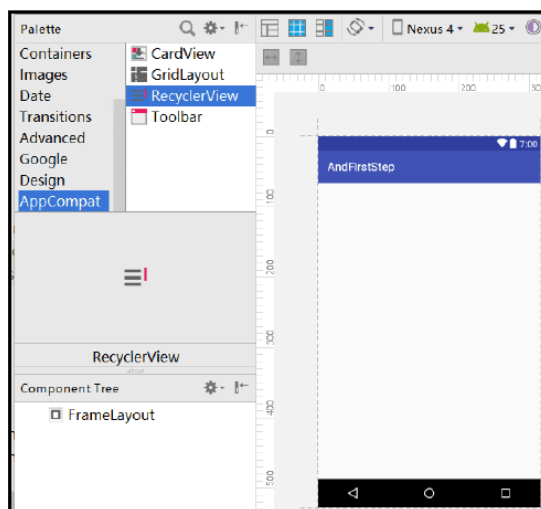 Palette
Nexus 4
25
Containers
Images
Date
Transitions
Advanced
Google
Design
AppCompat
CardView
GridLayout
RecyclerView
Toolbar
RecyclerView
Component Tree
FrameLayout
0
100
200
0
100
200
300
400
500
7:00
AndFirstStep